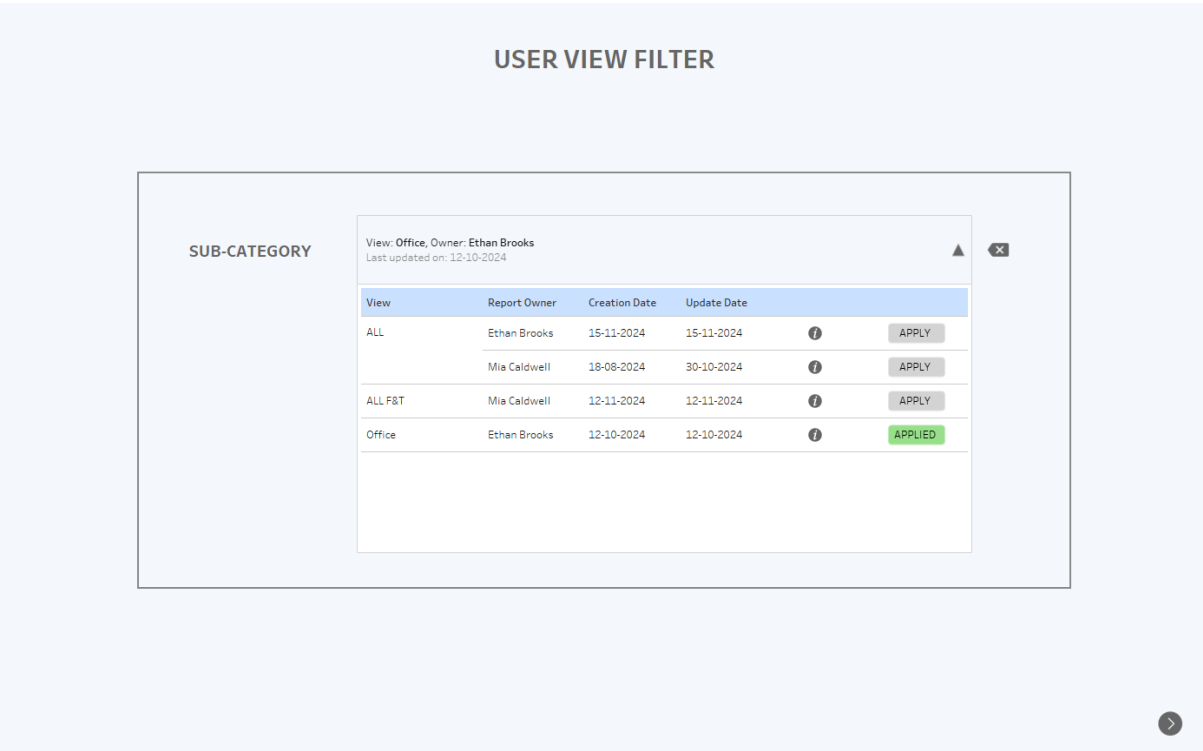 USER VIEW FILTER
SUB-CATEGORY
View: Office, Owner: Ethan Brooks
Last updated on: 12-10-2024
View Report Owner Creation Date Update Date
ALL Ethan Brooks 15-11-2024 15-11-2024 i APPLY
Mia Caldwell 18-08-2024 30-10-2024 i APPLY
ALL F&T Mia Caldwell 12-11-2024 12-11-2024 i APPLY
Office Ethan Brooks 12-10-2024 12-10-2024 i APPLIED